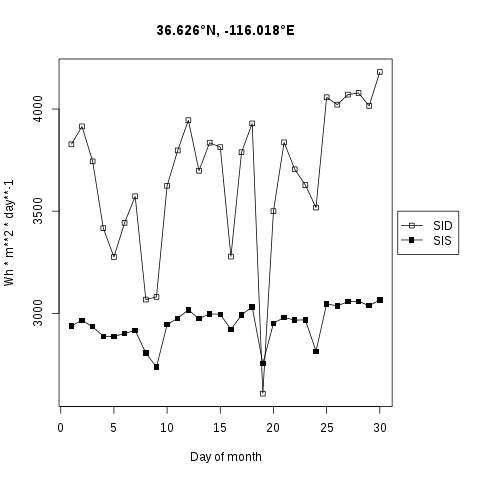 36.626°N, -116.018°E
4000
3500
3000
Wh * m**2 * day**-1
0 5 10 15 20 25 30
Day of month
SID
SIS